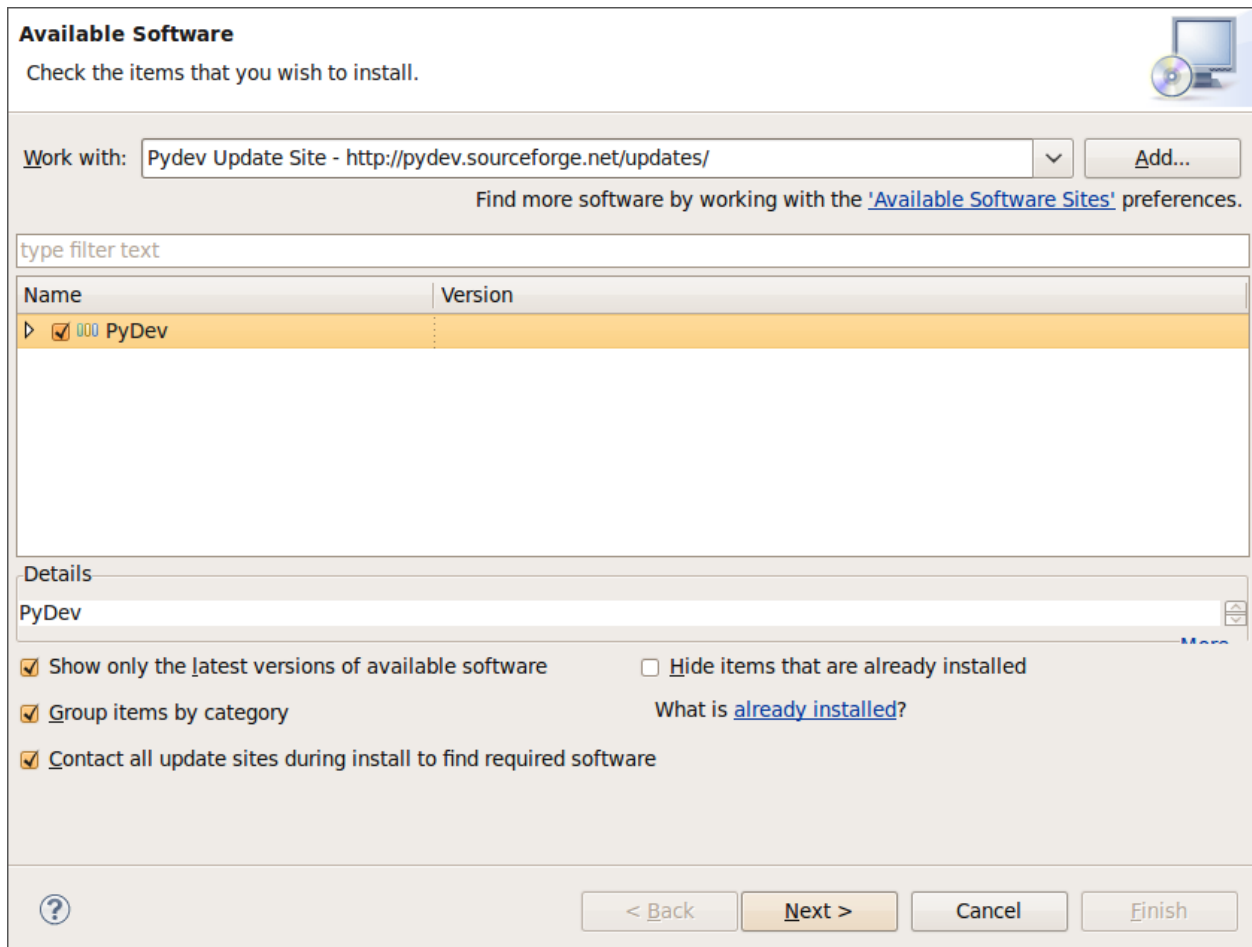 Available Software
Check the items that you wish to install.
Work with: Pydev Update Site - http://pydev.sourceforge.net/updates/ Add...
Find more software by working with the 'Available Software Sites' preferences.
type filter text
Name Version
PyDev
Details
PyDev
More...
Show only the latest versions of available software Hide items that are already installed
Group items by category What is already installed?
Contact all update sites during install to find required software
< Back Next > Cancel Finish